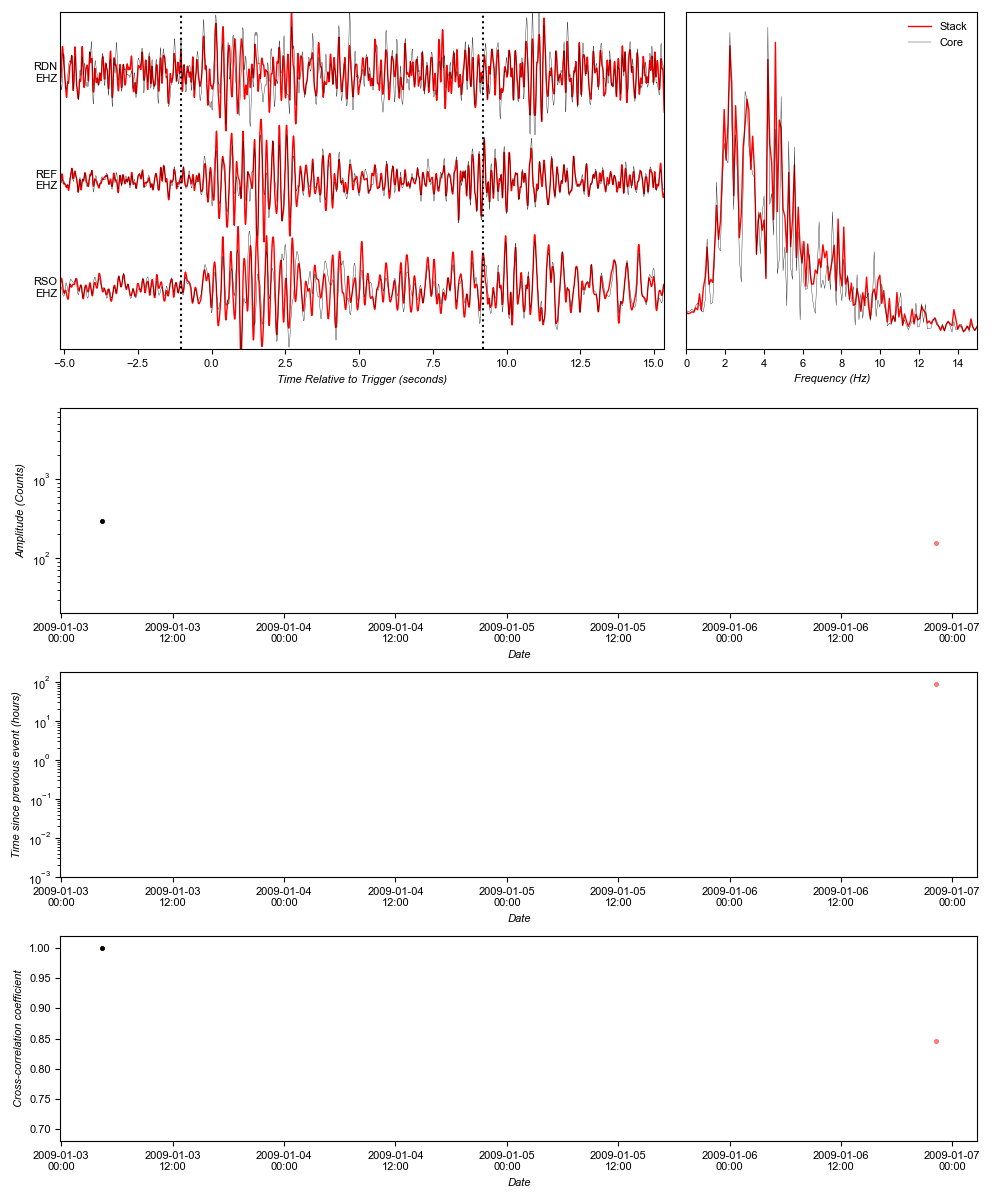 RDN
EHZ
REF
EHZ
RSO
EHZ
−5.0 −2.5 0.0 2.5 5.0 7.5 10.0 12.5 15.0
Time Relative to Trigger (seconds)
Stack
Core
0 2 4 6 8 10 12 14
Frequency (Hz)
Amplitude (Counts)
10³
10²
2009-01-03 2009-01-03 2009-01-04 2009-01-04 2009-01-05 2009-01-05 2009-01-06 2009-01-06 2009-01-07
00:00 12:00 00:00 12:00 00:00 12:00 00:00 12:00 00:00
Date
Time since previous event (hours)
10²
10¹
10⁰
10⁻¹
10⁻²
10⁻³
2009-01-03 2009-01-03 2009-01-04 2009-01-04 2009-01-05 2009-01-05 2009-01-06 2009-01-06 2009-01-07
00:00 12:00 00:00 12:00 00:00 12:00 00:00 12:00 00:00
Date
Cross-correlation coefficient
1.00
0.95
0.90
0.85
0.80
0.75
0.70
2009-01-03 2009-01-03 2009-01-04 2009-01-04 2009-01-05 2009-01-05 2009-01-06 2009-01-06 2009-01-07
00:00 12:00 00:00 12:00 00:00 12:00 00:00 12:00 00:00
Date